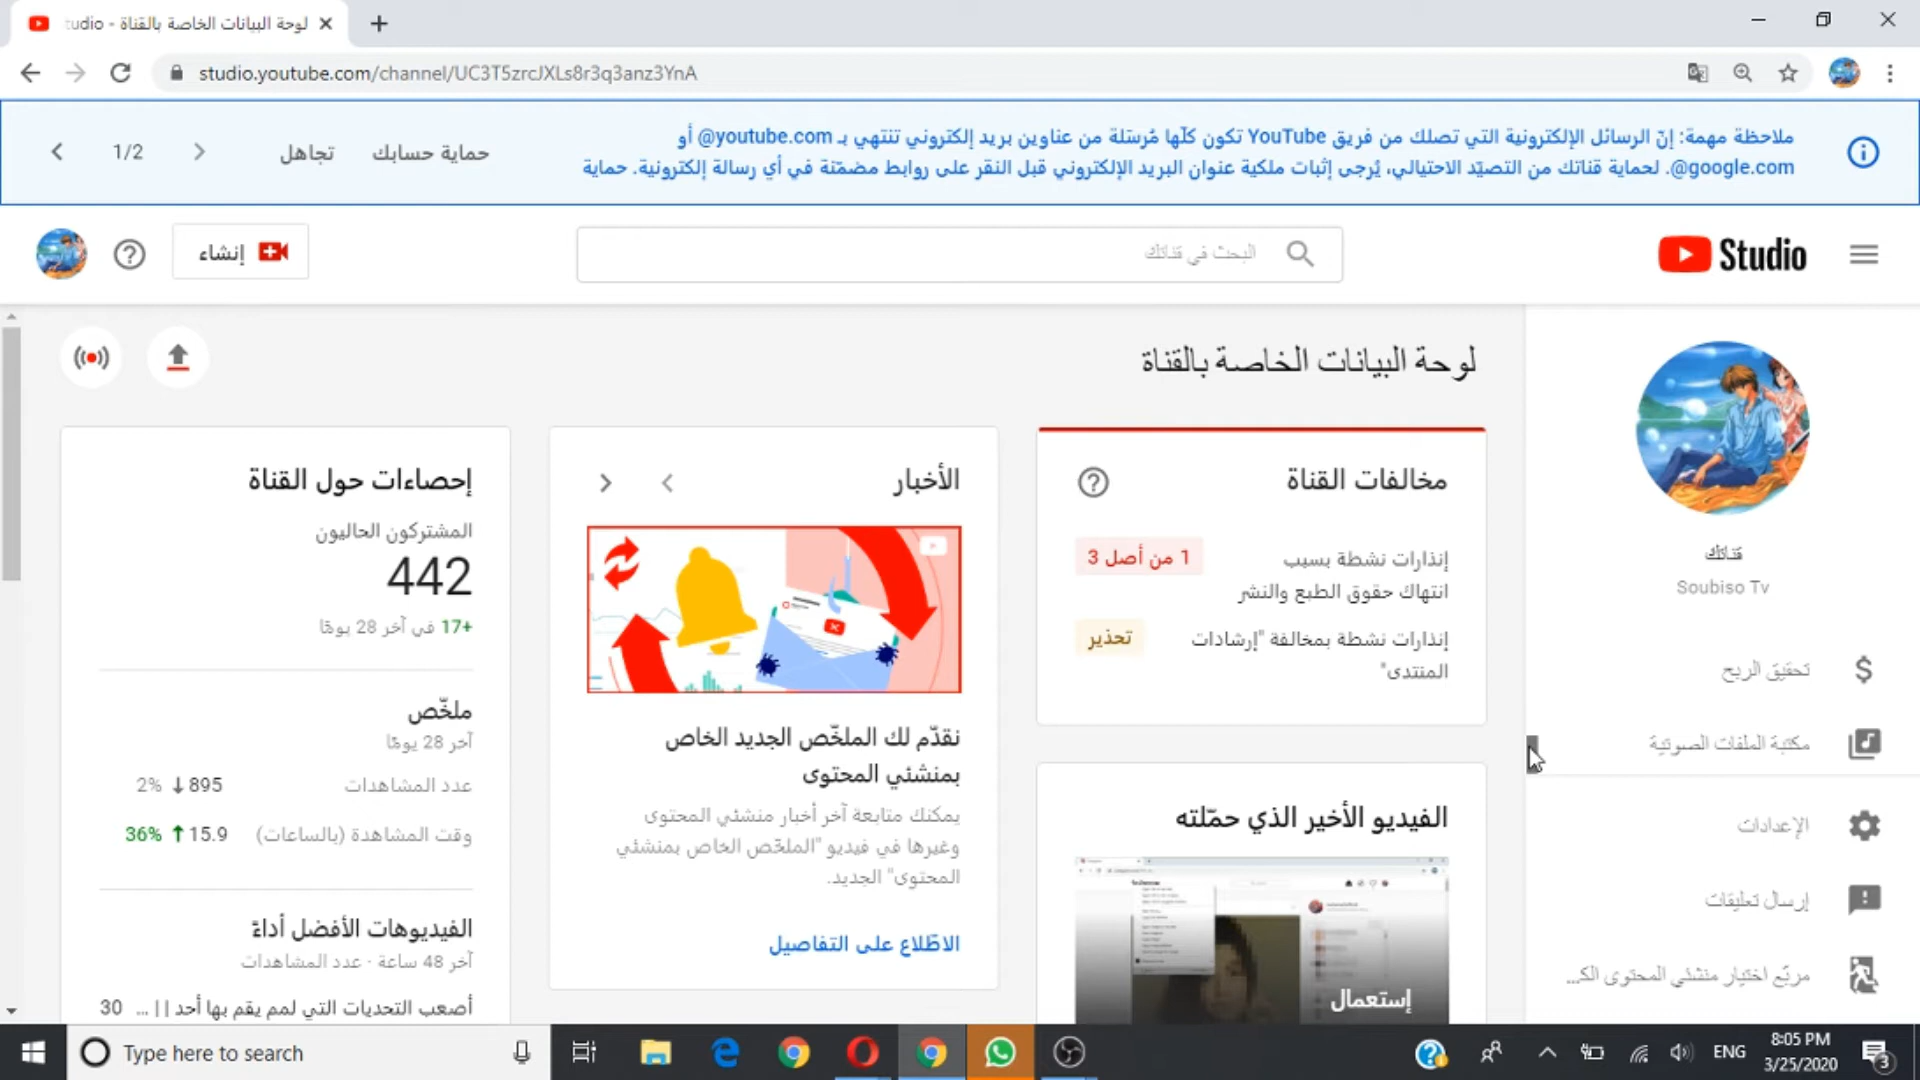 لوحة البيانات الخاصة بالقناة - tudio
studio.youtube.com/channel/UC3T5zrcJXLs8r3q3anz3YnA
ملاحظة مهمة: إنّ الرسائل الإلكترونية التي تصلك من فريق YouTube تكون كلّها مُرسَلة من عناوين بريد إلكتروني تنتهي بـ youtube.com@ أو
google.com@. لحماية قناتك من التصيّد الاحتيالي، يُرجى إثبات ملكية عنوان البريد الإلكتروني قبل النقر على روابط مضمّنة في أي رسالة إلكترونية. حماية
حماية حسابك
تجاهل
1/2
Studio
البحث في قناتك
إنشاء
لوحة البيانات الخاصة بالقناة
قناتك
Soubiso Tv
تحقيق الربح
مكتبة الملفات الصوتية
الإعدادات
إرسال تعليقات
مربّع اختيار منشئي المحتوى الك...
مخالفات القناة
إنذارات نشطة بسبب
انتهاك حقوق الطبع والنشر
1 من أصل 3
إنذارات نشطة بمخالفة "إرشادات
المنتدى"
تحذير
الفيديو الأخير الذي حمّلته
إستعمال
الأخبار
نقدّم لك الملخّص الجديد الخاص
بمنشئي المحتوى
يمكنك متابعة آخر أخبار منشئي المحتوى
وغيرها في فيديو "الملخّص الخاص بمنشئي
المحتوى" الجديد.
الاطّلاع على التفاصيل
إحصاءات حول القناة
المشتركون الحاليون
442
+17 في آخر 28 يومًا
ملخّص
آخر 28 يومًا
عدد المشاهدات
895 ↓ 2%
وقت المشاهدة (بالساعات)
15.9 ↑ 36%
الفيديوهات الأفضل أداءً
آخر 48 ساعة · عدد المشاهدات
أصعب التحديات التي لمم يقم بها أحد | | ...
30
Type here to search
ENG
8:05 PM
3/25/2020
3